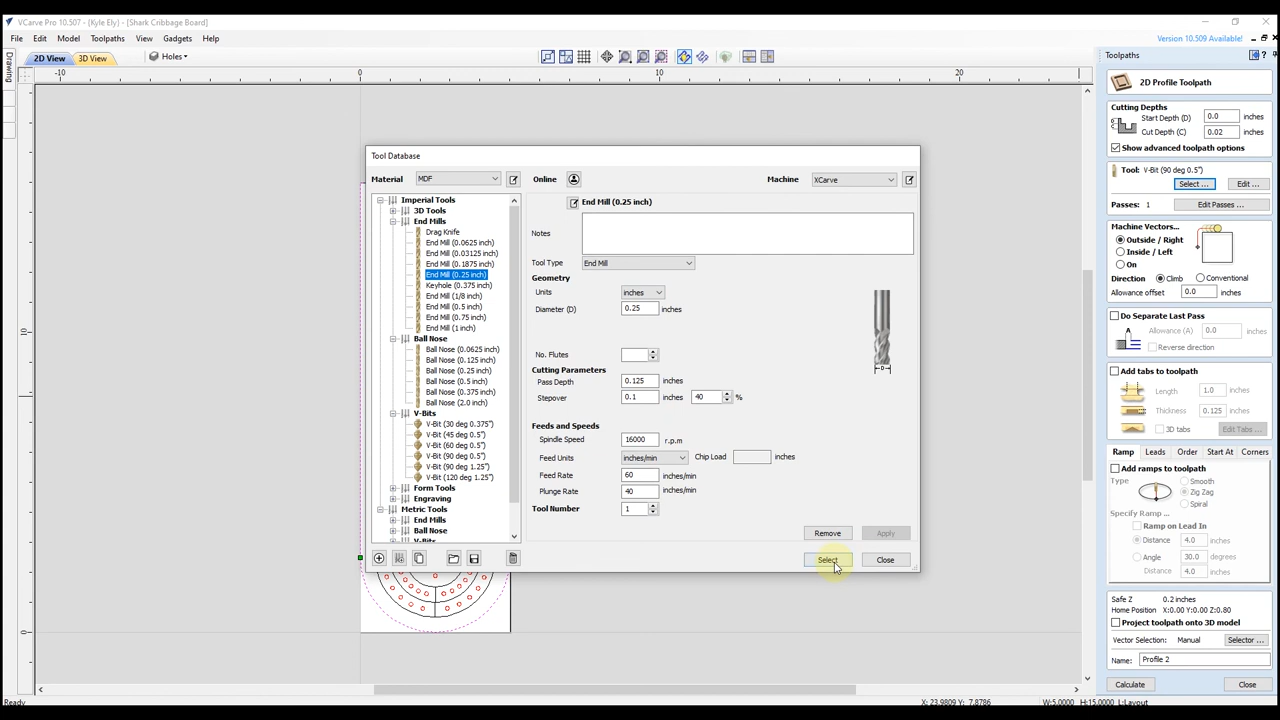 VCarve Pro 10.507 - (Kyle Ely) - [Shark Cribbage Board]
File Edit Model Toolpaths View Gadgets Help
Version 10.509 Available!
2D View 3D View Holes
Drawing
-10 0 10 20
Toolpaths
2D Profile Toolpath
Cutting Depths
Start Depth (D) 0.0 inches
Cut Depth (C) 0.02 inches
Show advanced toolpath options
Tool: V-Bit (90 deg 0.5")
Select ... Edit ...
Passes: 1 Edit Passes ...
Machine Vectors...
Outside / Right
Inside / Left
On
Direction Climb Conventional
Allowance offset 0.0 inches
Do Separate Last Pass
Allowance (A) 0.0 inches
Reverse direction
Add tabs to toolpath
Length 1.0 inches
Thickness 0.125 inches
3D tabs Edit Tabs ...
Ramp Leads Order Start At Corners
Add ramps to toolpath
Type Smooth
Zig Zag
Spiral
Specify Ramp ...
Ramp on Lead In
Distance 4.0 inches
Angle 30.0 degrees
Distance 4.0 inches
Safe Z 0.2 inches
Home Position X:0.00 Y:0.00 Z:0.80
Project toolpath onto 3D model
Vector Selection: Manual Selector ...
Name: Profile 2
Calculate Close
Tool Database
Material MDF Online Machine XCarve
Imperial Tools
3D Tools
End Mills
Drag Knife
End Mill (0.0625 inch)
End Mill (0.03125 inch)
End Mill (0.1875 inch)
End Mill (0.25 inch)
Keyhole (0.375 inch)
End Mill (1/8 inch)
End Mill (0.5 inch)
End Mill (0.75 inch)
End Mill (1 inch)
Ball Nose
Ball Nose (0.0625 inch)
Ball Nose (0.125 inch)
Ball Nose (0.25 inch)
Ball Nose (0.5 inch)
Ball Nose (0.375 inch)
Ball Nose (2.0 inch)
V-Bits
V-Bit (30 deg 0.375")
V-Bit (45 deg 0.5")
V-Bit (60 deg 0.5")
V-Bit (90 deg 0.5")
V-Bit (90 deg 1.25")
V-Bit (120 deg 1.25")
Form Tools
Engraving
Metric Tools
End Mills
Ball Nose
V-Bits
End Mill (0.25 inch)
Notes
Tool Type End Mill
Geometry
Units inches
Diameter (D) 0.25 inches
No. Flutes
Cutting Parameters
Pass Depth 0.125 inches
Stepover 0.1 inches 40 %
Feeds and Speeds
Spindle Speed 16000 r.p.m
Feed Units inches/min Chip Load inches
Feed Rate 60 inches/min
Plunge Rate 40 inches/min
Tool Number 1
D
Remove Apply
Select Close
10
0
Ready
X: 23.9809 Y: 7.8786 W:5.0000 H:15.0000 L:Layout